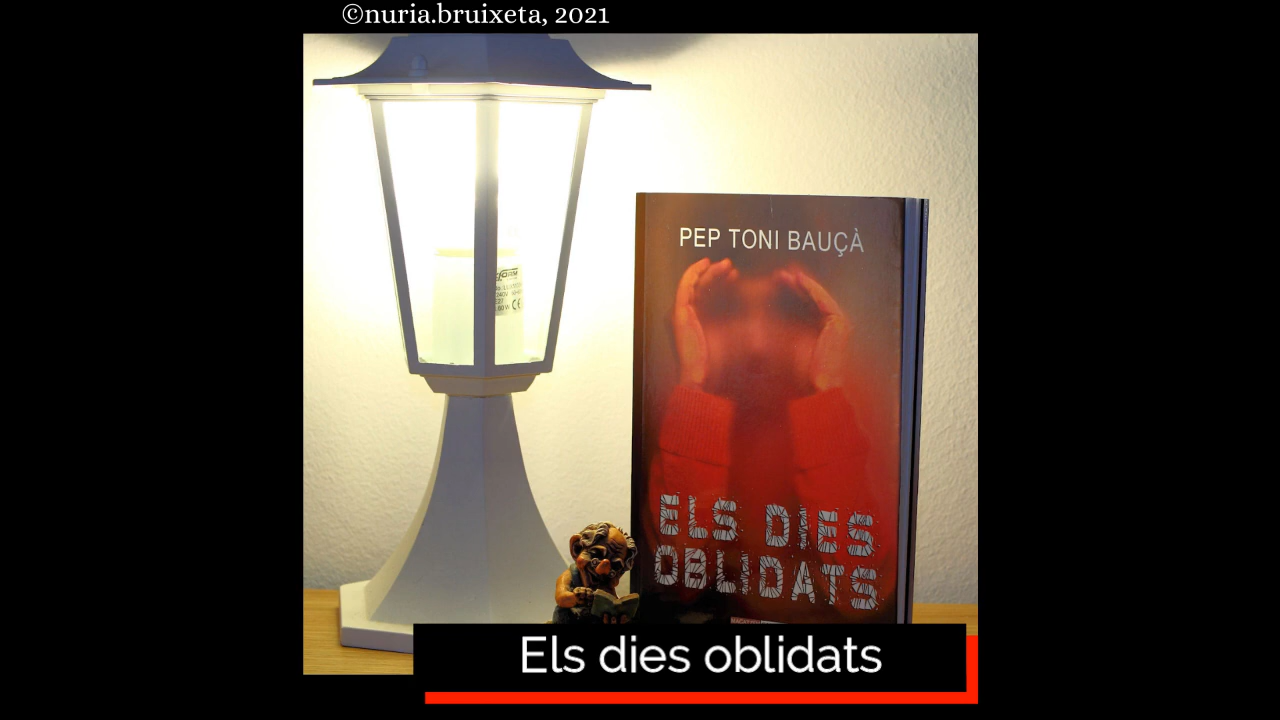 ©nuria.bruixeta, 2021
PEP TONI BAUÇÀ
ELS DIES
OBLIDATS
Els dies oblidats